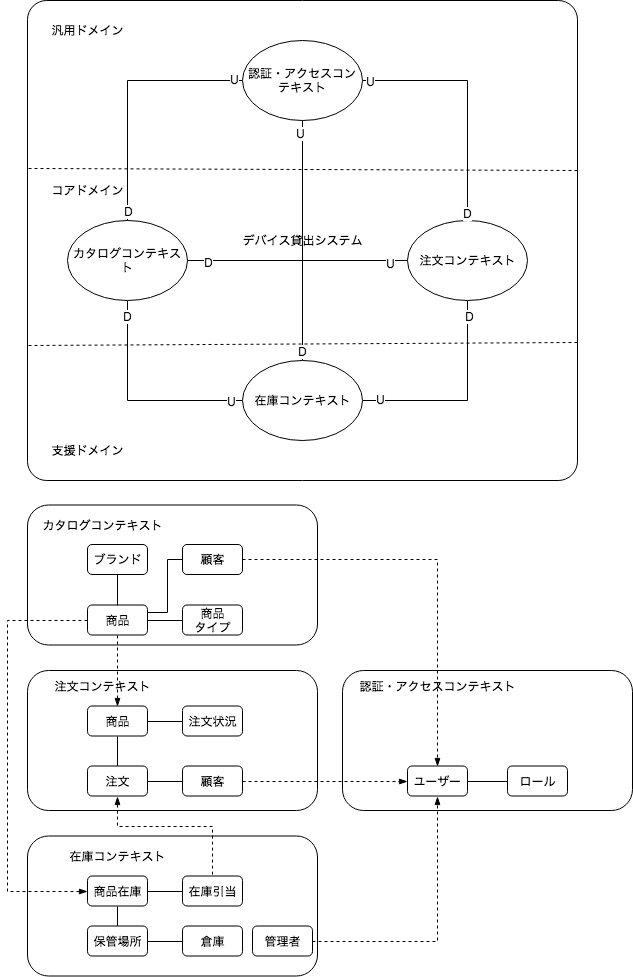 汎用ドメイン
認証・アクセスコン
テキスト
U
U
U
コアドメイン
D
D
デバイス貸出システム
カタログコンテキス
ト
D
U
注文コンテキスト
D
D
D
在庫コンテキスト
U
U
支援ドメイン
カタログコンテキスト
ブランド
顧客
商品
商品
タイプ
注文コンテキスト
認証・アクセスコンテキスト
商品
注文状況
注文
顧客
ユーザー
ロール
在庫コンテキスト
商品在庫
在庫引当
保管場所
倉庫
管理者